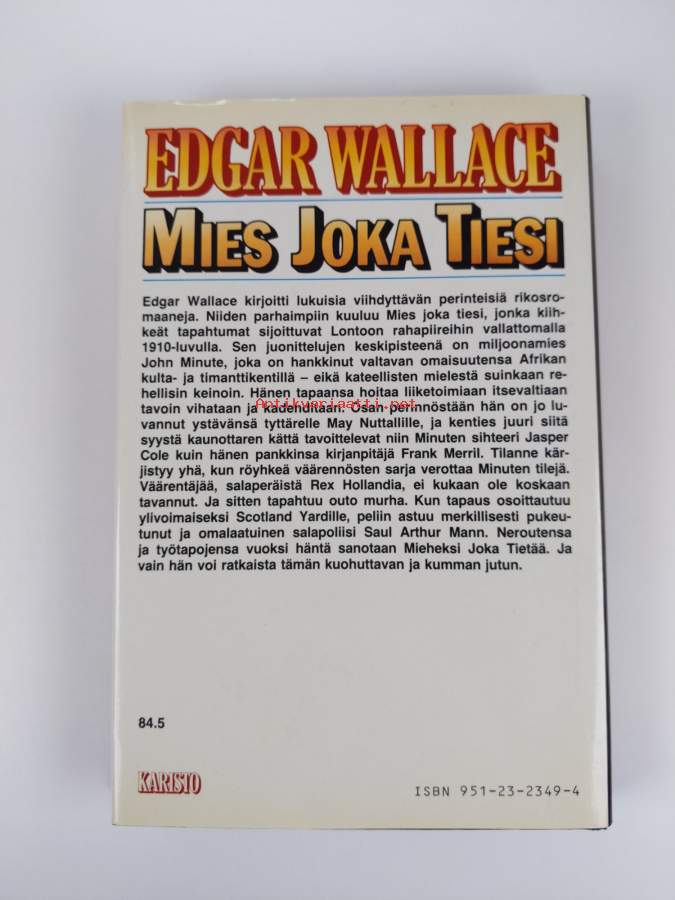 EDGAR WALLACE
MIES JOKA TIESI
Edgar Wallace kirjoitti lukuisia viihdyttävän perinteisiä rikosro-
maaneja. Niiden parhaimpiin kuuluu Mies joka tiesi, jonka kiih-
keät tapahtumat sijoittuvat Lontoon rahapiireihin vallattomalla
1910-luvulla. Sen juonittelujen keskipisteenä on miljoonamies
John Minute, joka on hankkinut valtavan omaisuutensa Afrikan
kulta- ja timanttikentillä – eikä kateellisten mielestä suinkaan re-
hellisin keinoin. Hänen tapaansa hoitaa liiketoimiaan itsevaltiaan
tavoin vihataan ja kadehditaan. Osan perinnöstään hän on jo lu-
Antikvariaatti.net
vannut ystävänsä tyttärelle May Nuttallille, ja kenties juuri siitä
syystä kaunottaren kättä tavoittelevat niin Minuten sihteeri Jasper
Cole kuin hänen pankkinsa kirjanpitäjä Frank Merril. Tilanne kär-
jistyy yhä, kun röyhkeä väärennösten sarja verottaa Minuten tilejä.
Väärentäjää, salaperäistä Rex Hollandia, ei kukaan ole koskaan
tavannut. Ja sitten tapahtuu outo murha. Kun tapaus osoittautuu
ylivoimaiseksi Scotland Yardille, peliin astuu merkillisesti pukeu-
tunut ja omalaatuinen salapoliisi Saul Arthur Mann. Neroutensa
ja työtapojensa vuoksi häntä sanotaan Mieheksi Joka Tietää. Ja
vain hän voi ratkaista tämän kuohuttavan ja kumman jutun.
84.5
KARISTO
ISBN 951-23-2349-4